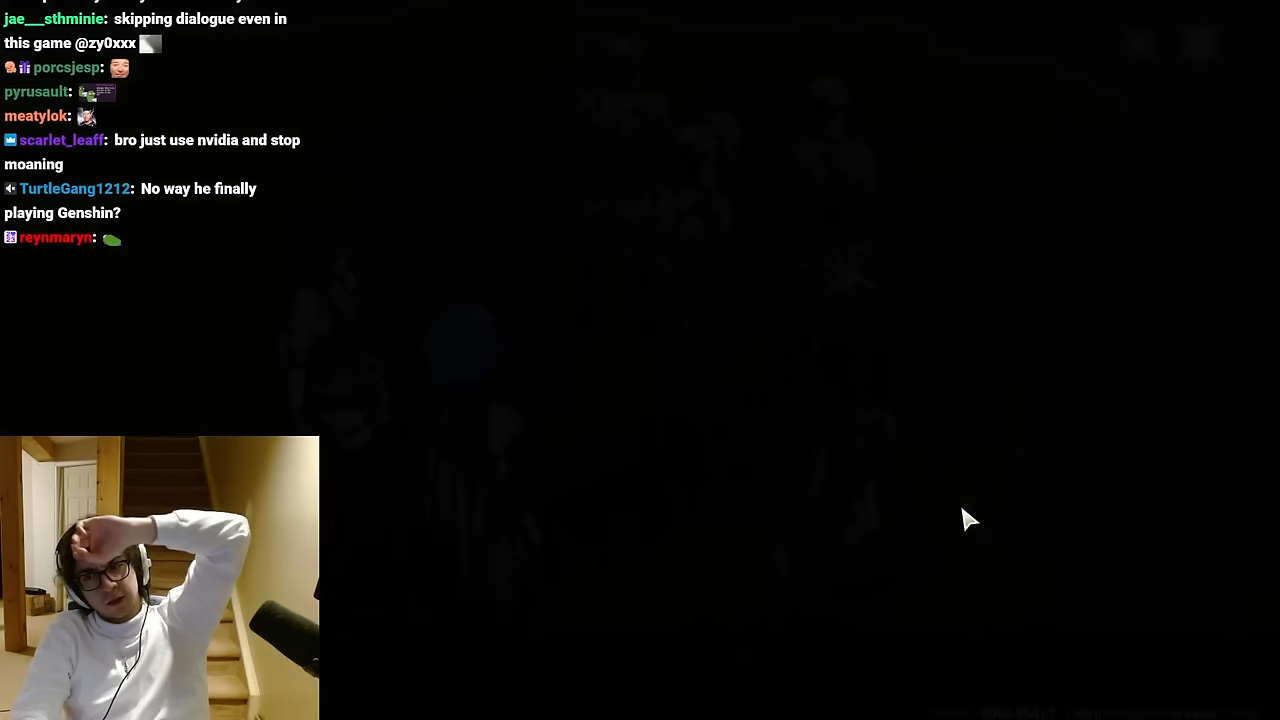 jae___sthminie: skipping dialogue even in
this game @zy0xxx
porcsjesp:
pyrusault:
meatylok:
scarlet_leaff: bro just use nvidia and stop
moaning
TurtleGang1212: No way he finally
playing Genshin?
reynmaryn: